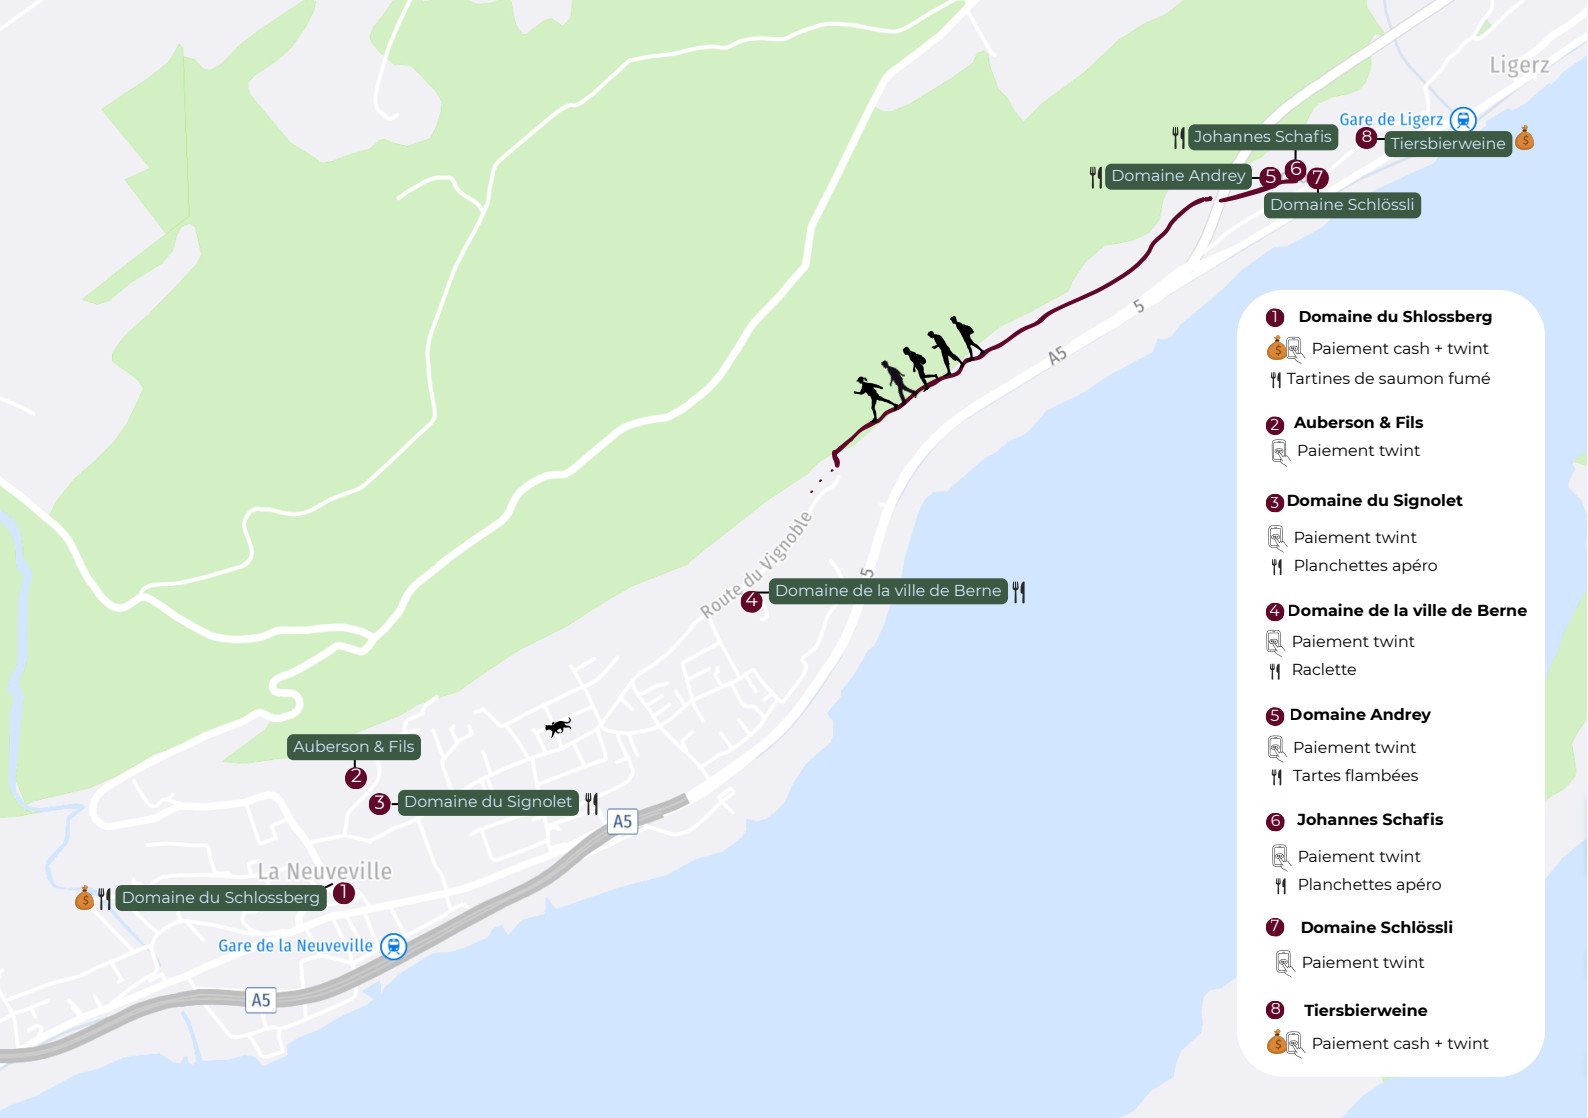 Ligerz
Gare de Ligerz
Johannes Schafis
8
Tiersbierweine
Domaine Andrey
5
6
7
Domaine Schlössli
5
A5
Route du Vignoble
5
4
Domaine de la ville de Berne
Auberson & Fils
2
3
Domaine du Signolet
A5
La Neuveville
Domaine du Schlossberg
1
Gare de la Neuveville
A5
1 Domaine du Shlossberg
Paiement cash + twint
Tartines de saumon fumé
2 Auberson & Fils
Paiement twint
3 Domaine du Signolet
Paiement twint
Planchettes apéro
4 Domaine de la ville de Berne
Paiement twint
Raclette
5 Domaine Andrey
Paiement twint
Tartes flambées
6 Johannes Schafis
Paiement twint
Planchettes apéro
7 Domaine Schlössli
Paiement twint
8 Tiersbierweine
Paiement cash + twint